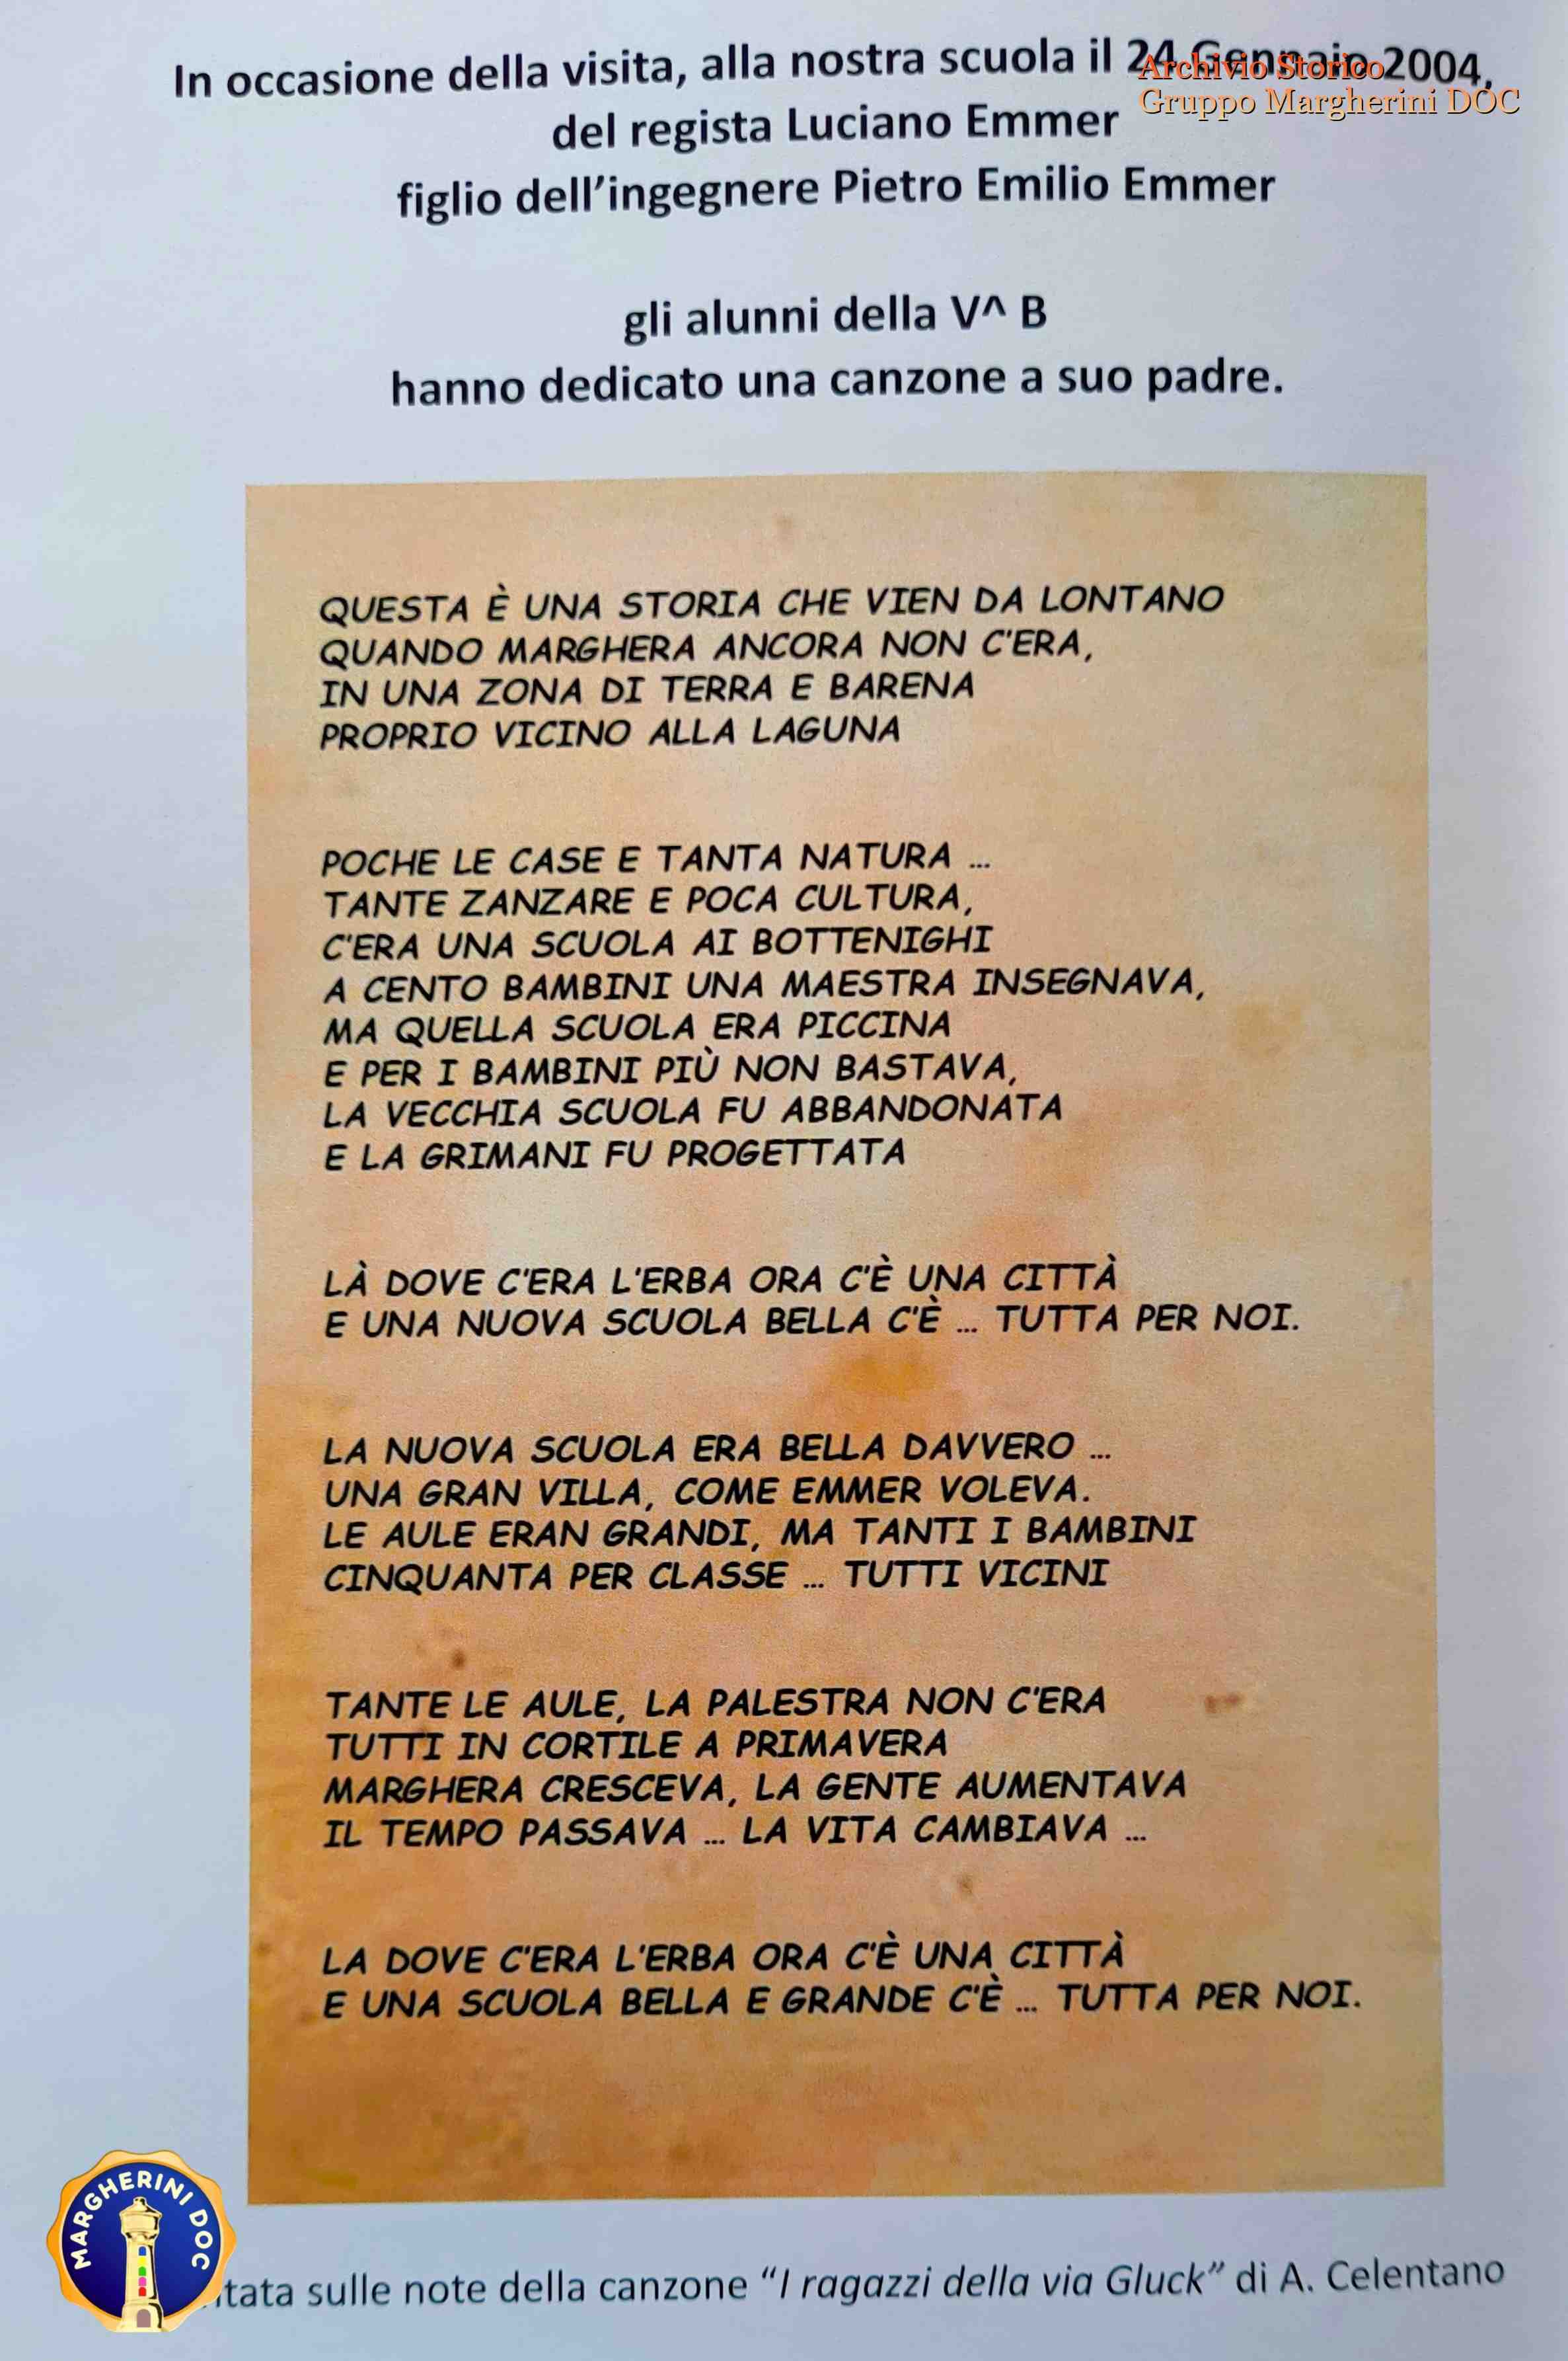 In occasione della visita, alla nostra scuola il 24 Gennaio 2004,
Archivio Storico
Gruppo Margherini DOC
del regista Luciano Emmer
figlio dell'ingegnere Pietro Emilio Emmer
gli alunni della V^ B
hanno dedicato una canzone a suo padre.
QUESTA È UNA STORIA CHE VIEN DA LONTANO
QUANDO MARGHERA ANCORA NON C'ERA,
IN UNA ZONA DI TERRA E BARENA
PROPRIO VICINO ALLA LAGUNA
POCHE LE CASE E TANTA NATURA ...
TANTE ZANZARE E POCA CULTURA,
C'ERA UNA SCUOLA AI BOTTENIGHI
A CENTO BAMBINI UNA MAESTRA INSEGNAVA,
MA QUELLA SCUOLA ERA PICCINA
E PER I BAMBINI PIÙ NON BASTAVA,
LA VECCHIA SCUOLA FU ABBANDONATA
E LA GRIMANI FU PROGETTATA
LÀ DOVE C'ERA L'ERBA ORA C'È UNA CITTÀ
E UNA NUOVA SCUOLA BELLA C'È ... TUTTA PER NOI.
LA NUOVA SCUOLA ERA BELLA DAVVERO ...
UNA GRAN VILLA, COME EMMER VOLEVA.
LE AULE ERAN GRANDI, MA TANTI I BAMBINI
CINQUANTA PER CLASSE ... TUTTI VICINI
TANTE LE AULE, LA PALESTRA NON C'ERA
TUTTI IN CORTILE A PRIMAVERA
MARGHERA CRESCEVA, LA GENTE AUMENTAVA
IL TEMPO PASSAVA ... LA VITA CAMBIAVA ...
LA DOVE C'ERA L'ERBA ORA C'È UNA CITTÀ
E UNA SCUOLA BELLA E GRANDE C'È ... TUTTA PER NOI.
MARGHERINI DOC
tata sulle note della canzone "I ragazzi della via Gluck" di A. Celentano